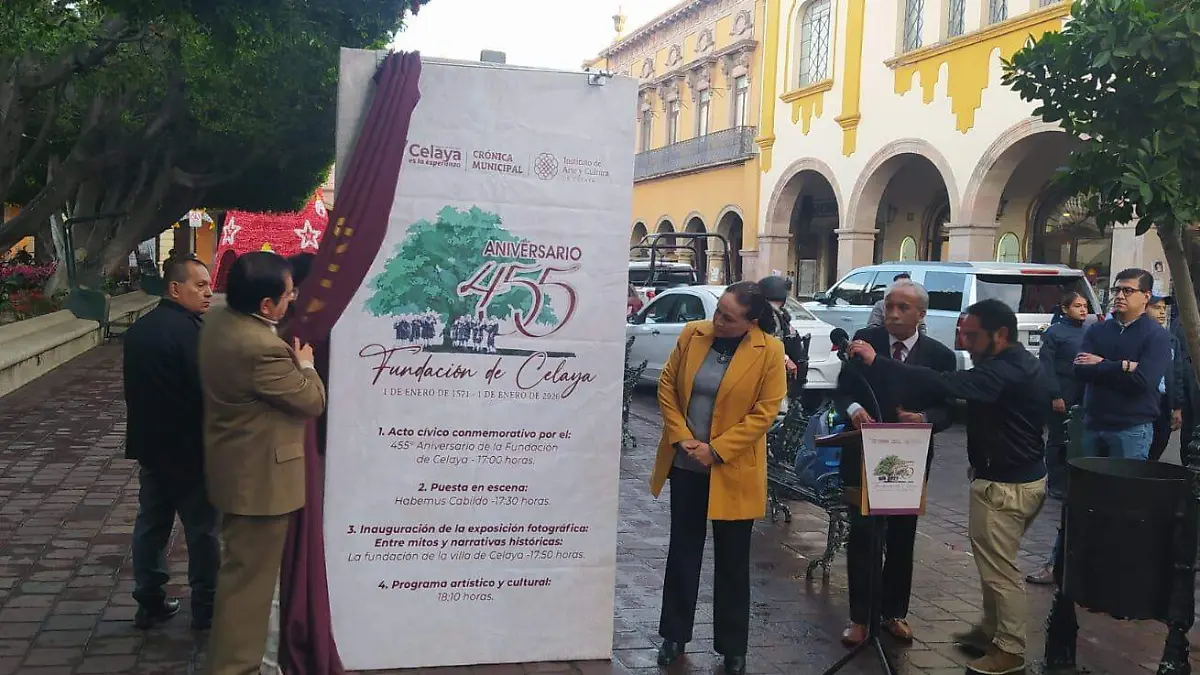 Celaya
es la esperanza
CRÓNICA
MUNICIPAL
Instituto de
Arte y Cultura
DE CELAYA
ANIVERSARIO
455
Fundación de Celaya
1 DE ENERO DE 1571 - 1 DE ENERO DE 2026
1. Acto cívico conmemorativo por el:
455º Aniversario de la Fundación
de Celaya - 17:00 horas.
2. Puesta en escena:
Habemus Cabildo -17:30 horas.
3. Inauguración de la exposición fotográfica:
Entre mitos y narrativas históricas:
La fundación de la villa de Celaya -17:50 horas.
4. Programa artístico y cultural:
18:10 horas.